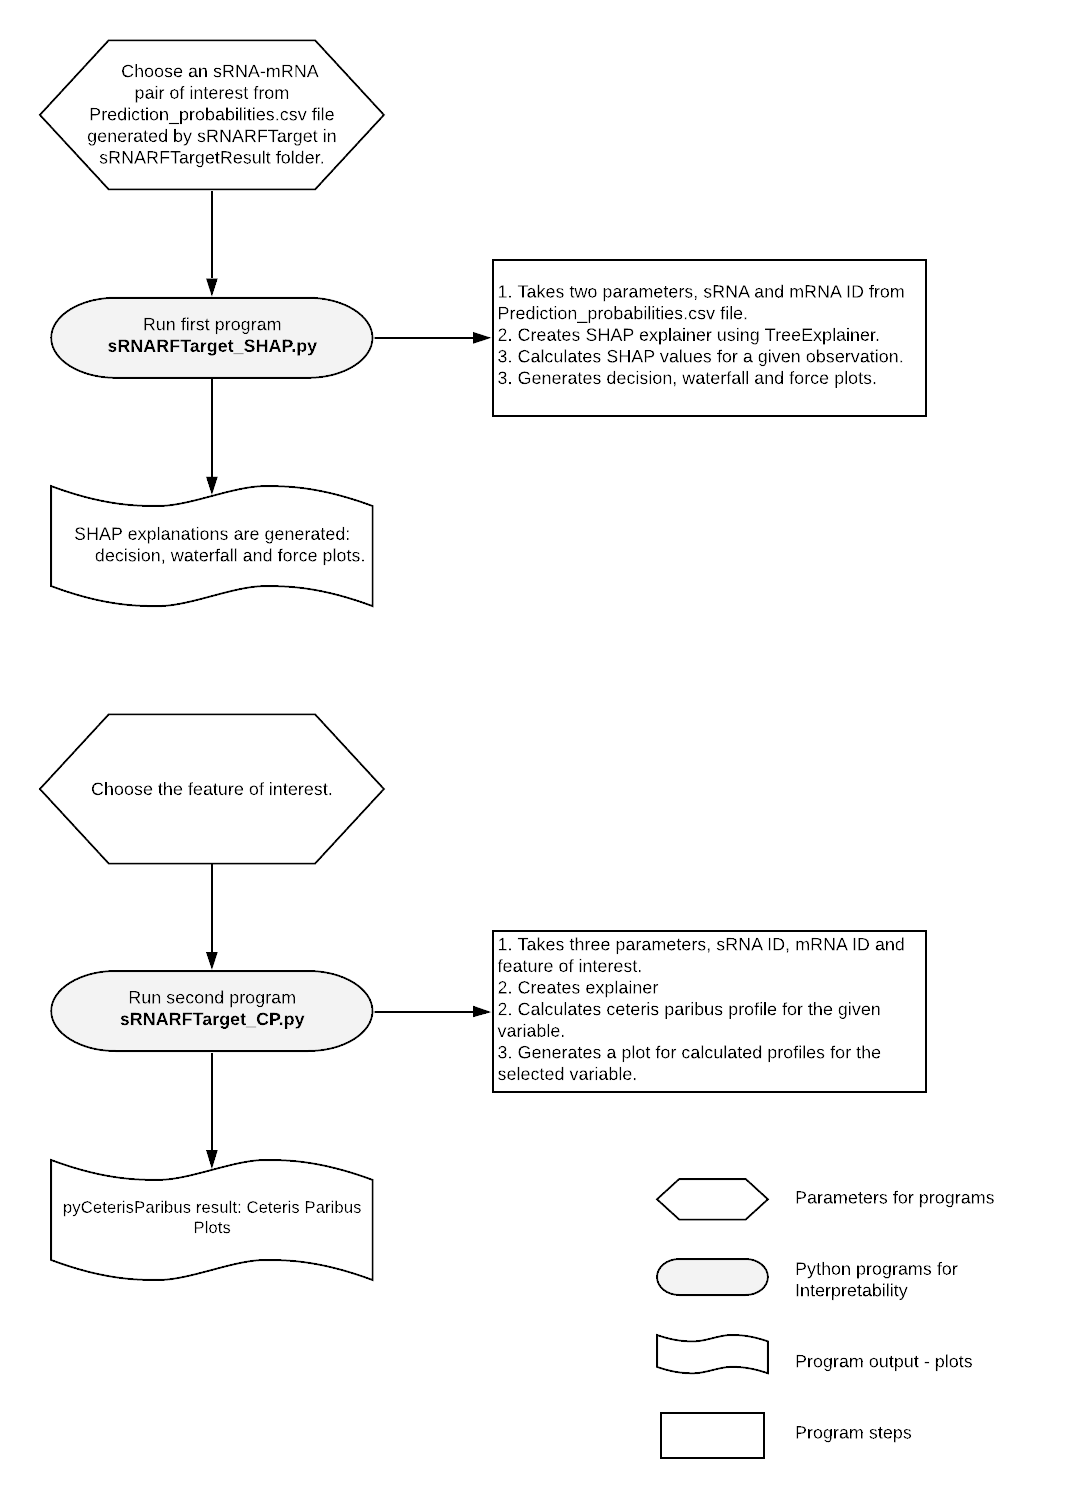 Choose an sRNA-mRNA
pair of interest from
Prediction_probabilities.csv file
generated by sRNARFTarget in
sRNARFTargetResult folder.
Run first program
sRNARFTarget_SHAP.py
1. Takes two parameters, sRNA and mRNA ID from
Prediction_probabilities.csv file.
2. Creates SHAP explainer using TreeExplainer.
3. Calculates SHAP values for a given observation.
3. Generates decision, waterfall and force plots.
SHAP explanations are generated:
decision, waterfall and force plots.
Choose the feature of interest.
Run second program
sRNARFTarget_CP.py
1. Takes three parameters, sRNA ID, mRNA ID and
feature of interest.
2. Creates explainer
2. Calculates ceteris paribus profile for the given
variable.
3. Generates a plot for calculated profiles for the
selected variable.
pyCeterisParibus result: Ceteris Paribus
Plots
Parameters for programs
Python programs for
Interpretability
Program output - plots
Program steps